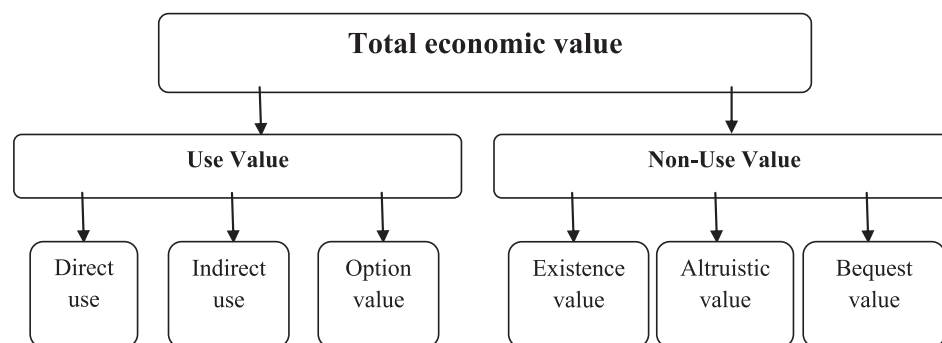 Total economic value
Use Value
Non-Use Value
Direct
use
Indirect
use
Option
value
Existence
value
Altruistic
value
Bequest
value